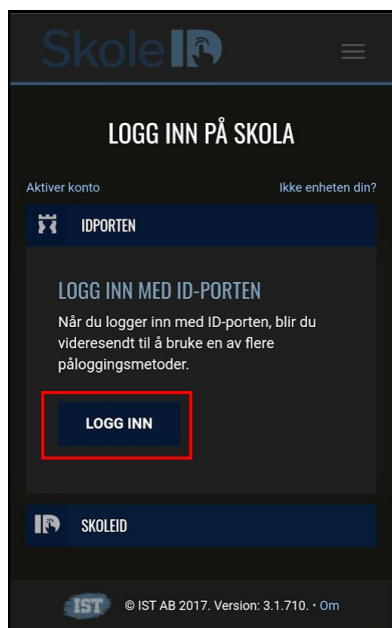 SkoleID
LOGG INN PÅ SKOLA
Aktiver konto Ikke enheten din?
IDPORTEN
LOGG INN MED ID-PORTEN
Når du logger inn med ID-porten, blir du
videresendt til å bruke en av flere
påloggingsmetoder.
LOGG INN
ID SKOLEID
IST © IST AB 2017. Version: 3.1.710. • Om